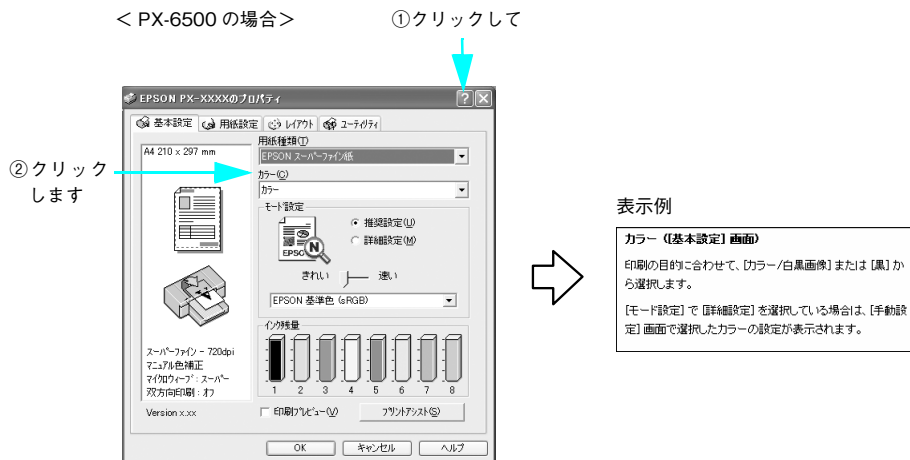 < PX-6500 の場合>
①クリックして
EPSON PX-XXXXのプロパティ
基本設定 用紙設定 レイアウト ユーティリティ
A4 210 x 297 mm
用紙種類(T)
EPSON スーパーファイン紙
②クリック
します
カラー(C)
カラー
モード設定
推奨設定(U)
詳細設定(M)
EPSO
N
きれい 速い
EPSON 基準色 (sRGB)
インク残量
1 2 3 4 5 6 7 8
スーパーファイン - 720dpi
マニュアル色補正
マイクロウィーブ : スーパー
双方向印刷 : オフ
Version x.xx
印刷プレビュー(V)
プリントアシスト(S)
OK キャンセル ヘルプ
表示例
カラー（[基本設定] 画面）
印刷の目的に合わせて、[カラー/白黒画像] または [黒] か
ら選択します。
[モード設定] で [詳細設定] を選択している場合は、[手動設
定] 画面で選択したカラーの設定が表示されます。